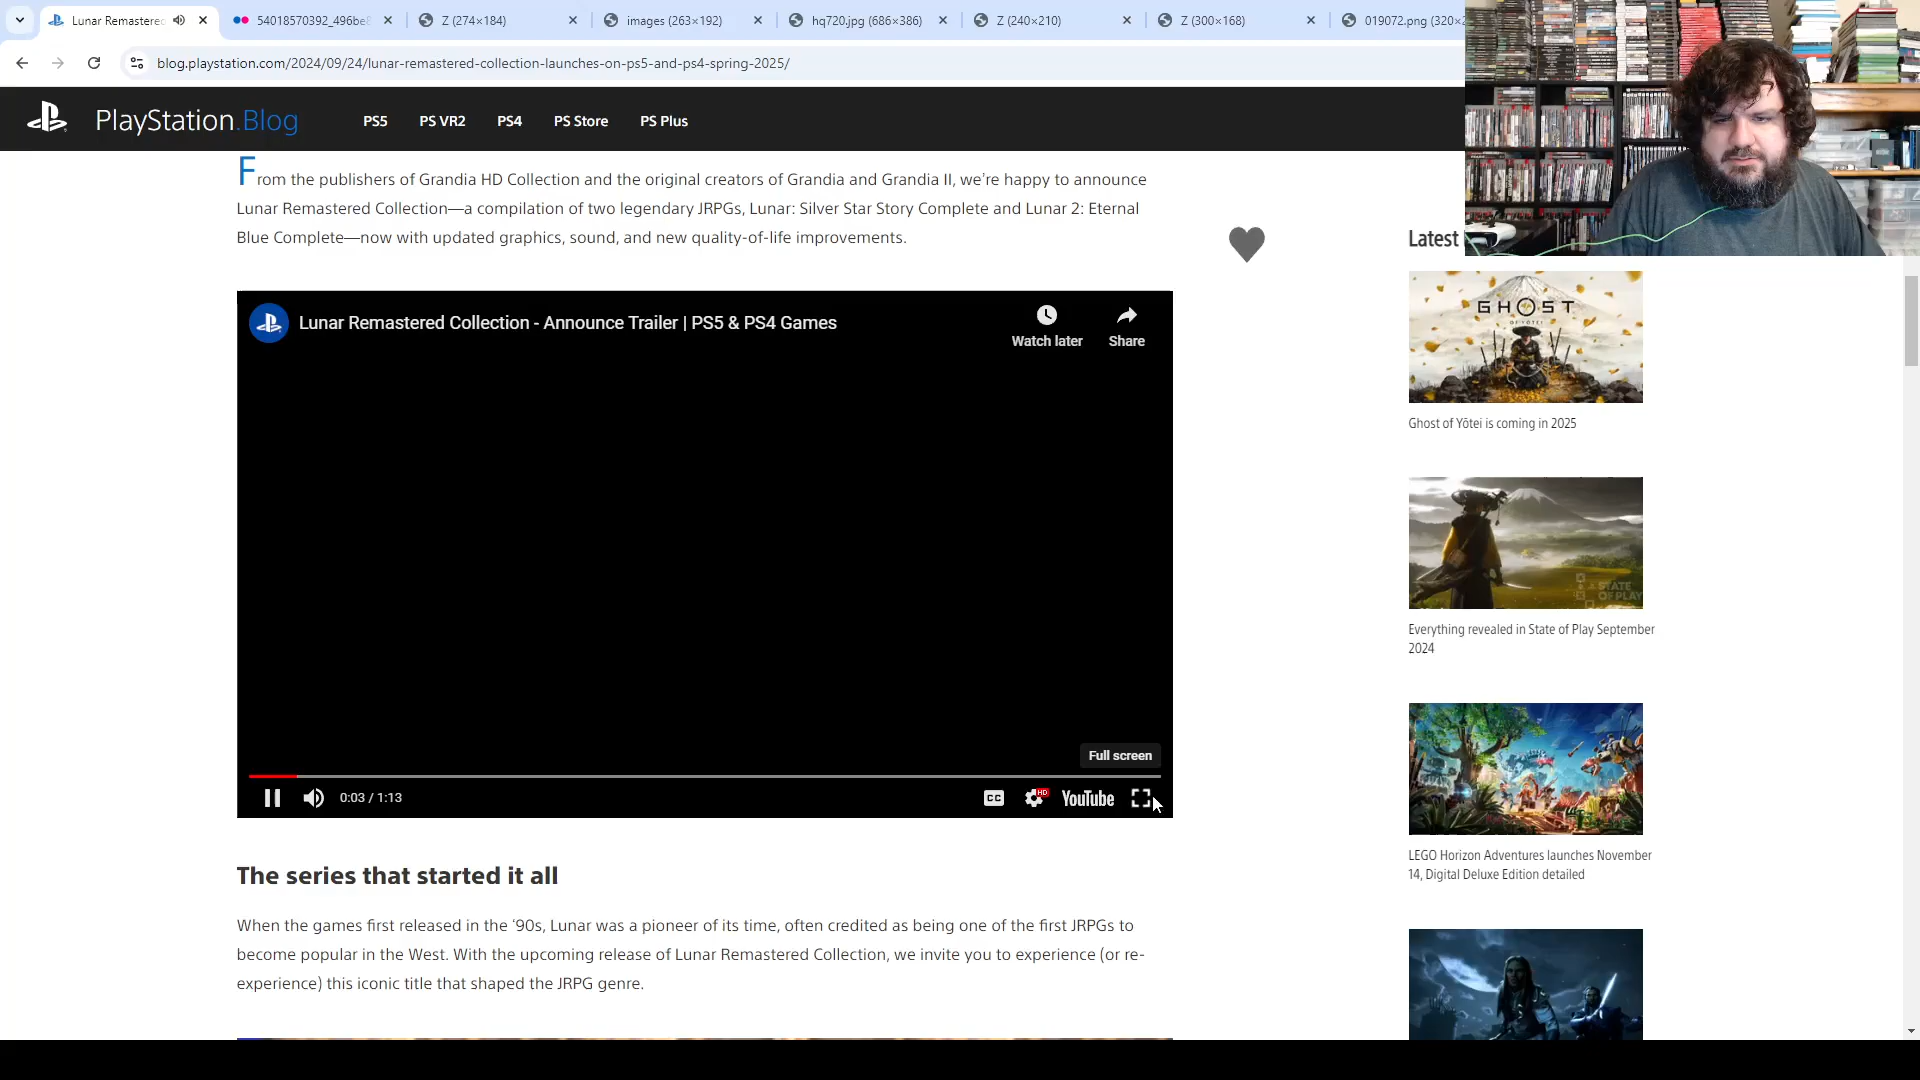 Lunar Remastered
54018570392_496be8
Z (274×184)
images (263×192)
hq720.jpg (686×386)
Z (240×210)
Z (300×168)
019072.png (320×2
blog.playstation.com/2024/09/24/lunar-remastered-collection-launches-on-ps5-and-ps4-spring-2025/
PlayStation.Blog
PS5
PS VR2
PS4
PS Store
PS Plus
From the publishers of Grandia HD Collection and the original creators of Grandia and Grandia II, we're happy to announce
Lunar Remastered Collection—a compilation of two legendary JRPGs, Lunar: Silver Star Story Complete and Lunar 2: Eternal
Blue Complete—now with updated graphics, sound, and new quality-of-life improvements.
Lunar Remastered Collection - Announce Trailer | PS5 & PS4 Games
Watch later
Share
Full screen
0:03 / 1:13
CC
HD
YouTube
The series that started it all
When the games first released in the '90s, Lunar was a pioneer of its time, often credited as being one of the first JRPGs to
become popular in the West. With the upcoming release of Lunar Remastered Collection, we invite you to experience (or re-
experience) this iconic title that shaped the JRPG genre.
Latest
GHOST
OF YŌTEI
Ghost of Yōtei is coming in 2025
STATE
OF PLAY
Everything revealed in State of Play September
2024
LEGO Horizon Adventures launches November
14, Digital Deluxe Edition detailed